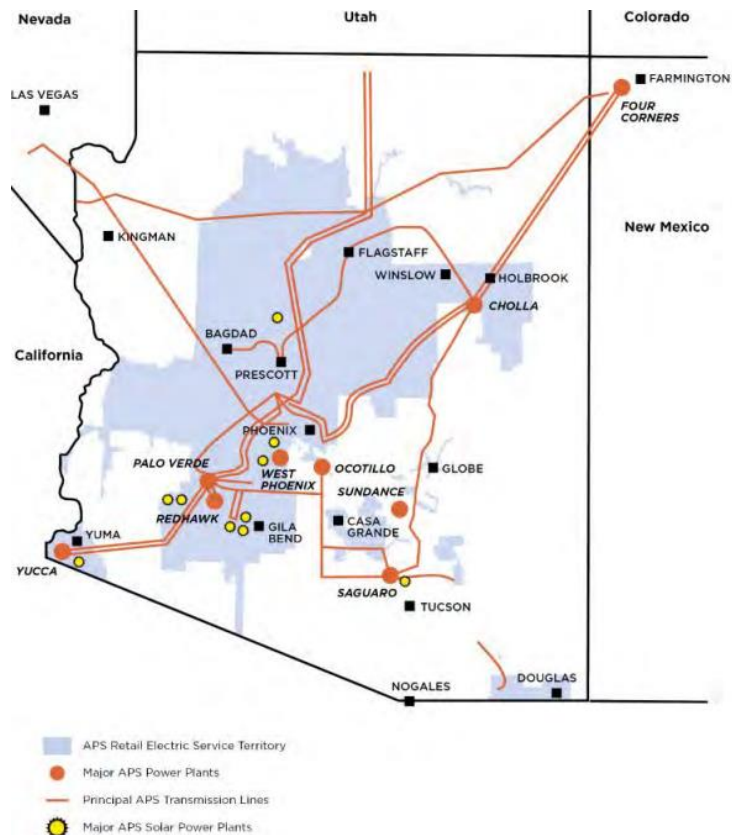 Nevada
Utah
Colorado
LAS VEGAS
FARMINGTON
FOUR
CORNERS
KINGMAN
FLAGSTAFF
New Mexico
WINSLOW
HOLBROOK
CHOLLA
BAGDAD
PRESCOTT
California
PHOENIX
PALO VERDE
WEST
PHOENIX
OCOTILLO
GLOBE
SUNDANCE
REDHAWK
YUMA
GILA
BEND
CASA
GRANDE
YUCCA
SAGUARO
TUCSON
NOGALES
DOUGLAS
APS Retail Electric Service Territory
Major APS Power Plants
Principal APS Transmission Lines
Major APS Solar Power Plants